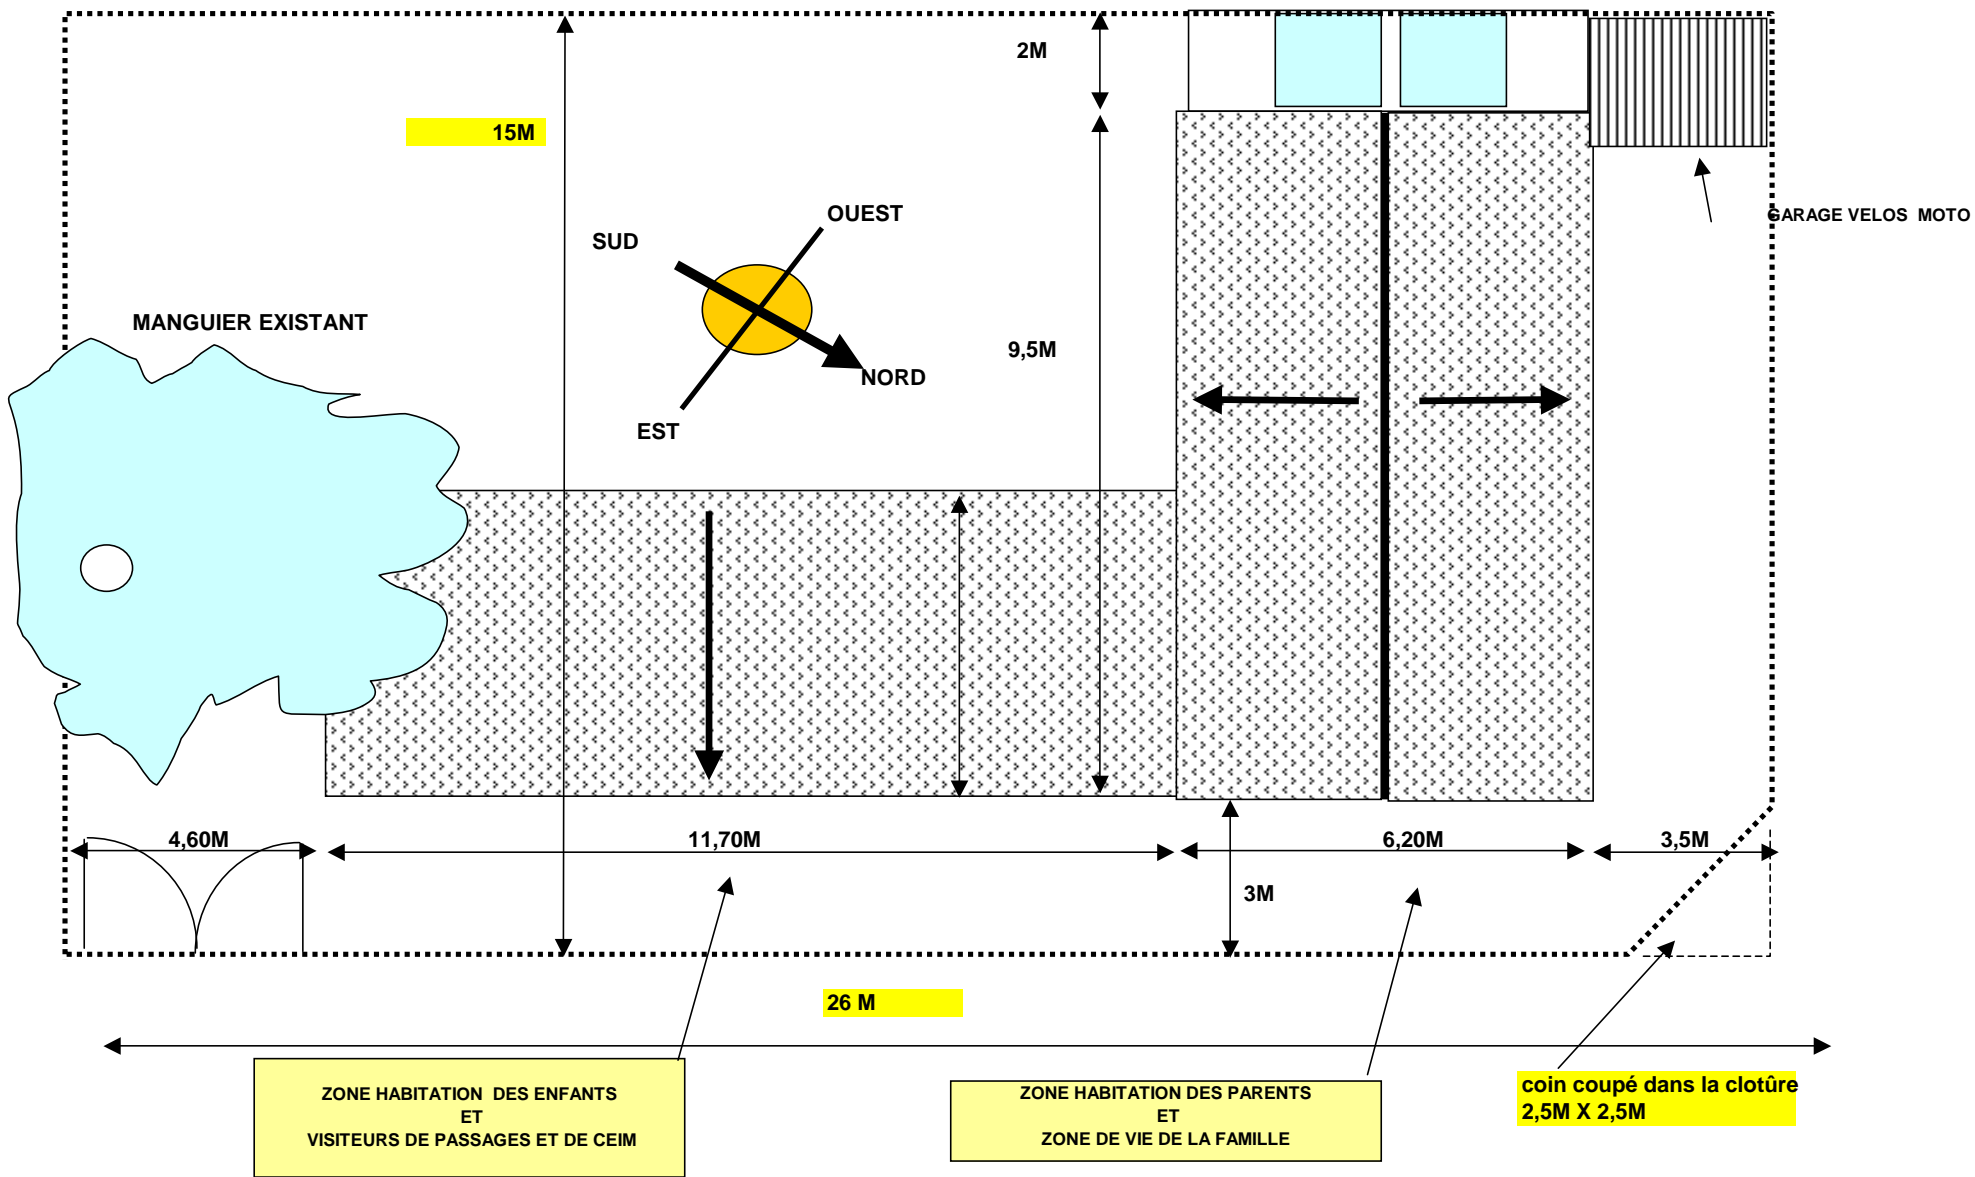 2M
15M
OUEST
SUD
GARAGE VELOS MOTO
MANGUIER EXISTANT
9,5M
NORD
EST
4,60M
11,70M
6,20M
3,5M
3M
26 M
ZONE HABITATION DES ENFANTS
ET
VISITEURS DE PASSAGES ET DE CEIM
ZONE HABITATION DES PARENTS
ET
ZONE DE VIE DE LA FAMILLE
coin coupé dans la clotûre
2,5M X 2,5M